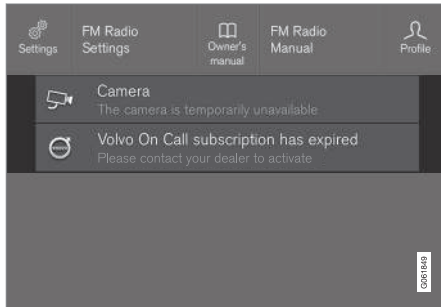 Settings
FM Radio
Settings
Owner's
manual
FM Radio
Manual
Profile
Camera
The camera is temporarily unavailable
Volvo On Call subscription has expired
Please contact your dealer to activate
G061849